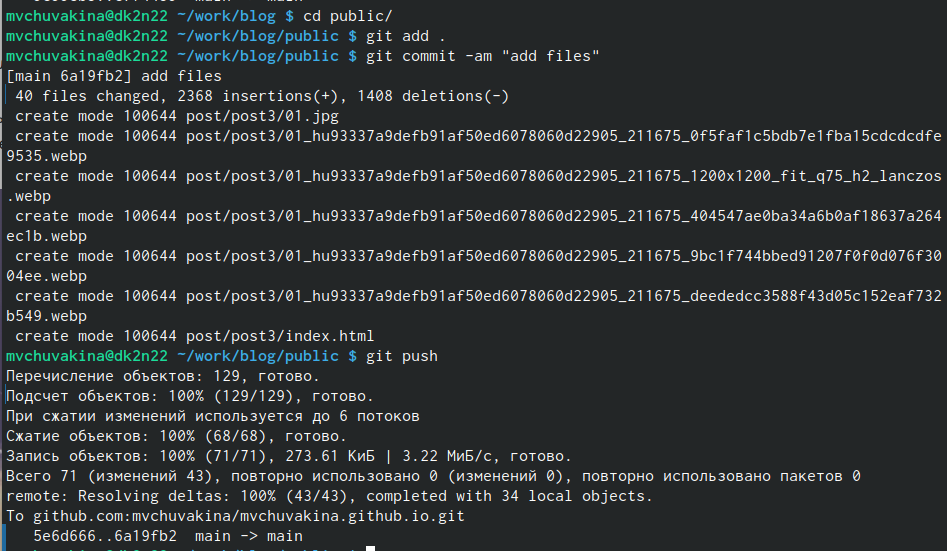 mvchuvakina@dk2n22 ~/work/blog $ cd public/
mvchuvakina@dk2n22 ~/work/blog/public $ git add .
mvchuvakina@dk2n22 ~/work/blog/public $ git commit -am "add files"
[main 6a19fb2] add files
 40 files changed, 2368 insertions(+), 1408 deletions(-)
 create mode 100644 post/post3/01.jpg
 create mode 100644 post/post3/01_hu93337a9defb91af50ed6078060d22905_211675_0f5faf1c5bdb7e1fba15cdcdcdfe
9535.webp
 create mode 100644 post/post3/01_hu93337a9defb91af50ed6078060d22905_211675_1200x1200_fit_q75_h2_lanczos
.webp
 create mode 100644 post/post3/01_hu93337a9defb91af50ed6078060d22905_211675_404547ae0ba34a6b0af18637a264
ec1b.webp
 create mode 100644 post/post3/01_hu93337a9defb91af50ed6078060d22905_211675_9bc1f744bbed91207f0f0d076f30
04ee.webp
 create mode 100644 post/post3/01_hu93337a9defb91af50ed6078060d22905_211675_deededcc3588f43d05c152eaf732
b549.webp
 create mode 100644 post/post3/index.html
mvchuvakina@dk2n22 ~/work/blog/public $ git push
Перечисление объектов: 129, готово.
Подсчет объектов: 100% (129/129), готово.
При сжатии изменений используется до 6 потоков
Сжатие объектов: 100% (68/68), готово.
Запись объектов: 100% (71/71), 273.61 КиБ | 3.22 МиБ/с, готово.
Всего 71 (изменений 43), повторно использовано 0 (изменений 0), повторно использовано пакетов 0
remote: Resolving deltas: 100% (43/43), completed with 34 local objects.
To github.com:mvchuvakina/mvchuvakina.github.io.git
   5e6d666..6a19fb2  main -> main